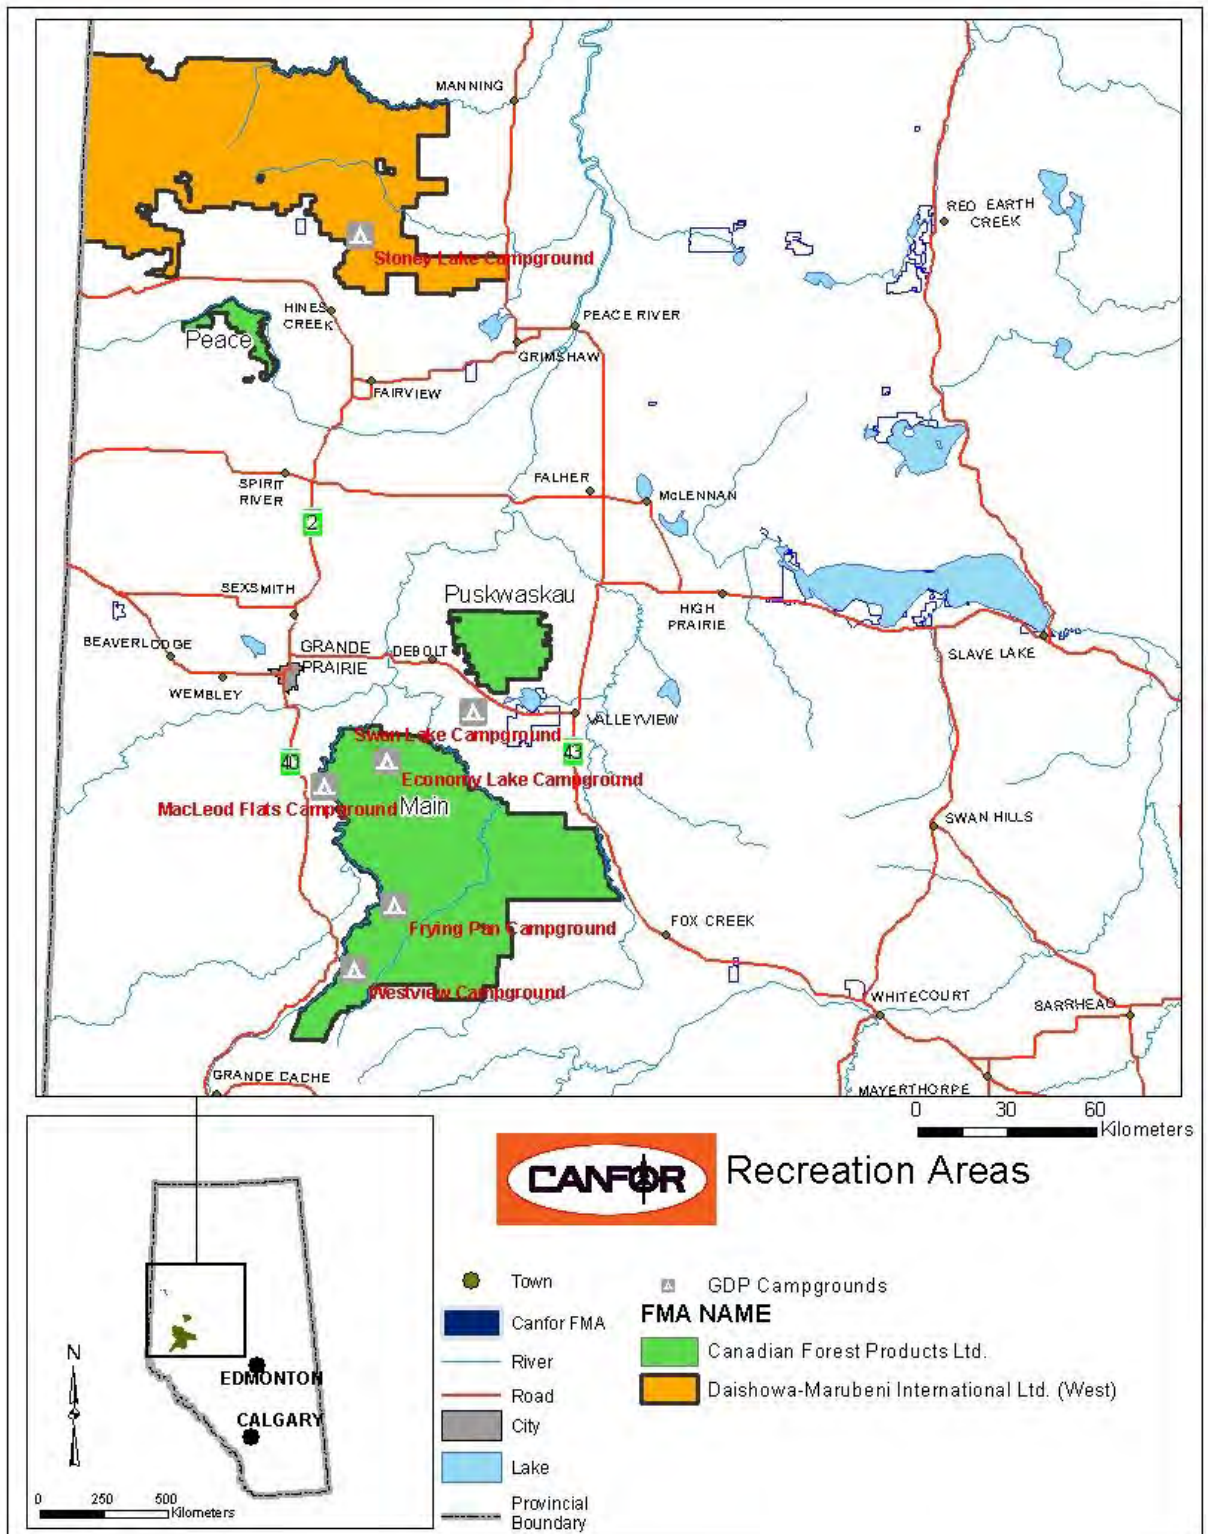 MANNING
RED EARTH
CREEK
Stoney Lake Campground
HINES
CREEK
PEACE RIVER
Peace
GRIMSHAW
FAIRVIEW
SPIRIT
RIVER
FALHER
McLENNAN
2
SEXSMITH
Puskwaskau
HIGH
PRAIRIE
BEAVERLODGE
GRANDE
PRAIRIE
DEBOLT
SLAVE LAKE
WEMBLEY
VALLEYVIEW
Swan Lake Campground
43
40
Economy Lake Campground
MacLeod Flats Campground
Main
SWAN HILLS
FOX CREEK
Frying Pan Campground
Westview Campground
WHITECOURT
BARRHEAD
GRANDE CACHE
MAYERTHORPE
0 30 60
Kilometers
CANFOR
Recreation Areas
Town
Canfor FMA
River
Road
City
Lake
Provincial
Boundary
GDP Campgrounds
FMA NAME
Canadian Forest Products Ltd.
Daishowa-Marubeni International Ltd. (West)
N
EDMONTON
CALGARY
0 250 500
Kilometers